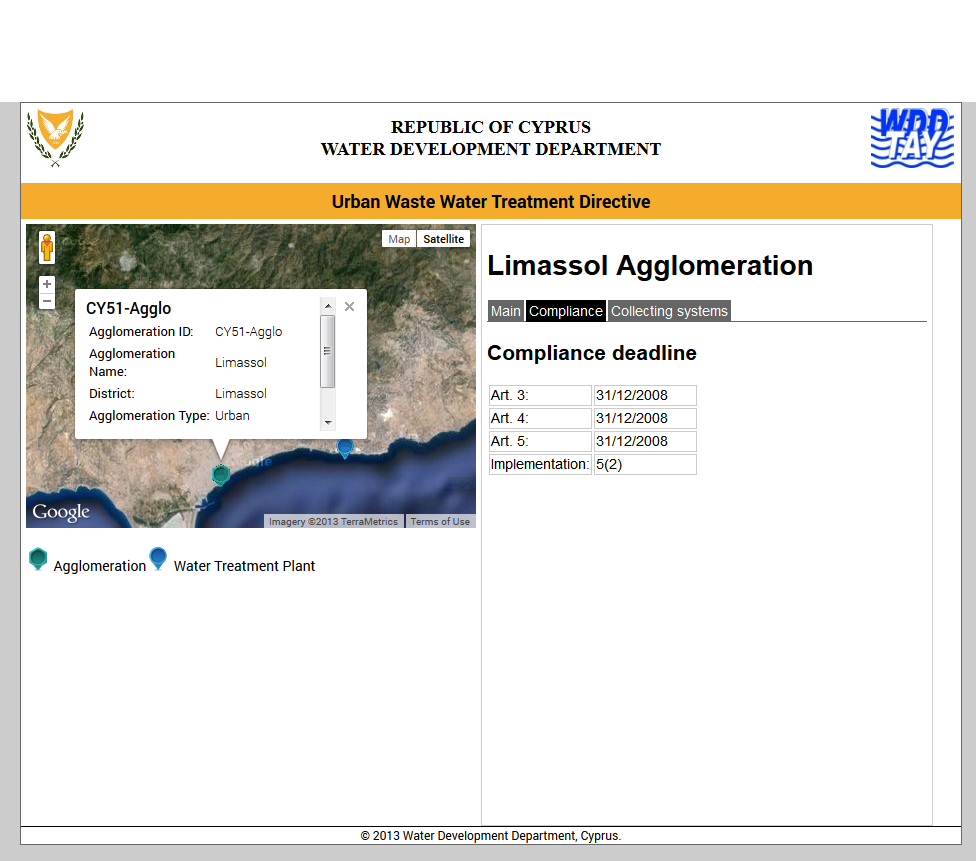 REPUBLIC OF CYPRUS
WATER DEVELOPMENT DEPARTMENT
WDD
TAY
Urban Waste Water Treatment Directive
Map Satellite
+
−
CY51-Agglo
Agglomeration ID: CY51-Agglo
Agglomeration
Name: Limassol
District: Limassol
Agglomeration Type: Urban
Google
Imagery ©2013 TerraMetrics Terms of Use
Agglomeration Water Treatment Plant
Limassol Agglomeration
Main Compliance Collecting systems
Compliance deadline
Art. 3: 31/12/2008
Art. 4: 31/12/2008
Art. 5: 31/12/2008
Implementation: 5(2)
© 2013 Water Development Department, Cyprus.